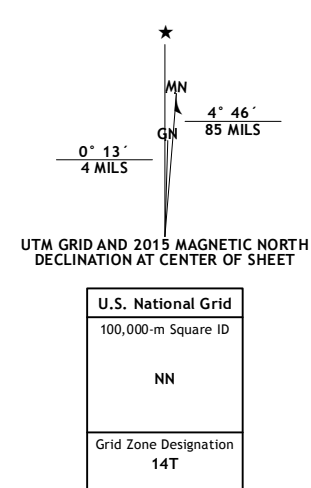 ★
MN
4° 46´
85 MILS
GN
0° 13´
4 MILS
UTM GRID AND 2015 MAGNETIC NORTH
DECLINATION AT CENTER OF SHEET
U.S. National Grid
100,000-m Square ID
NN
Grid Zone Designation
14T